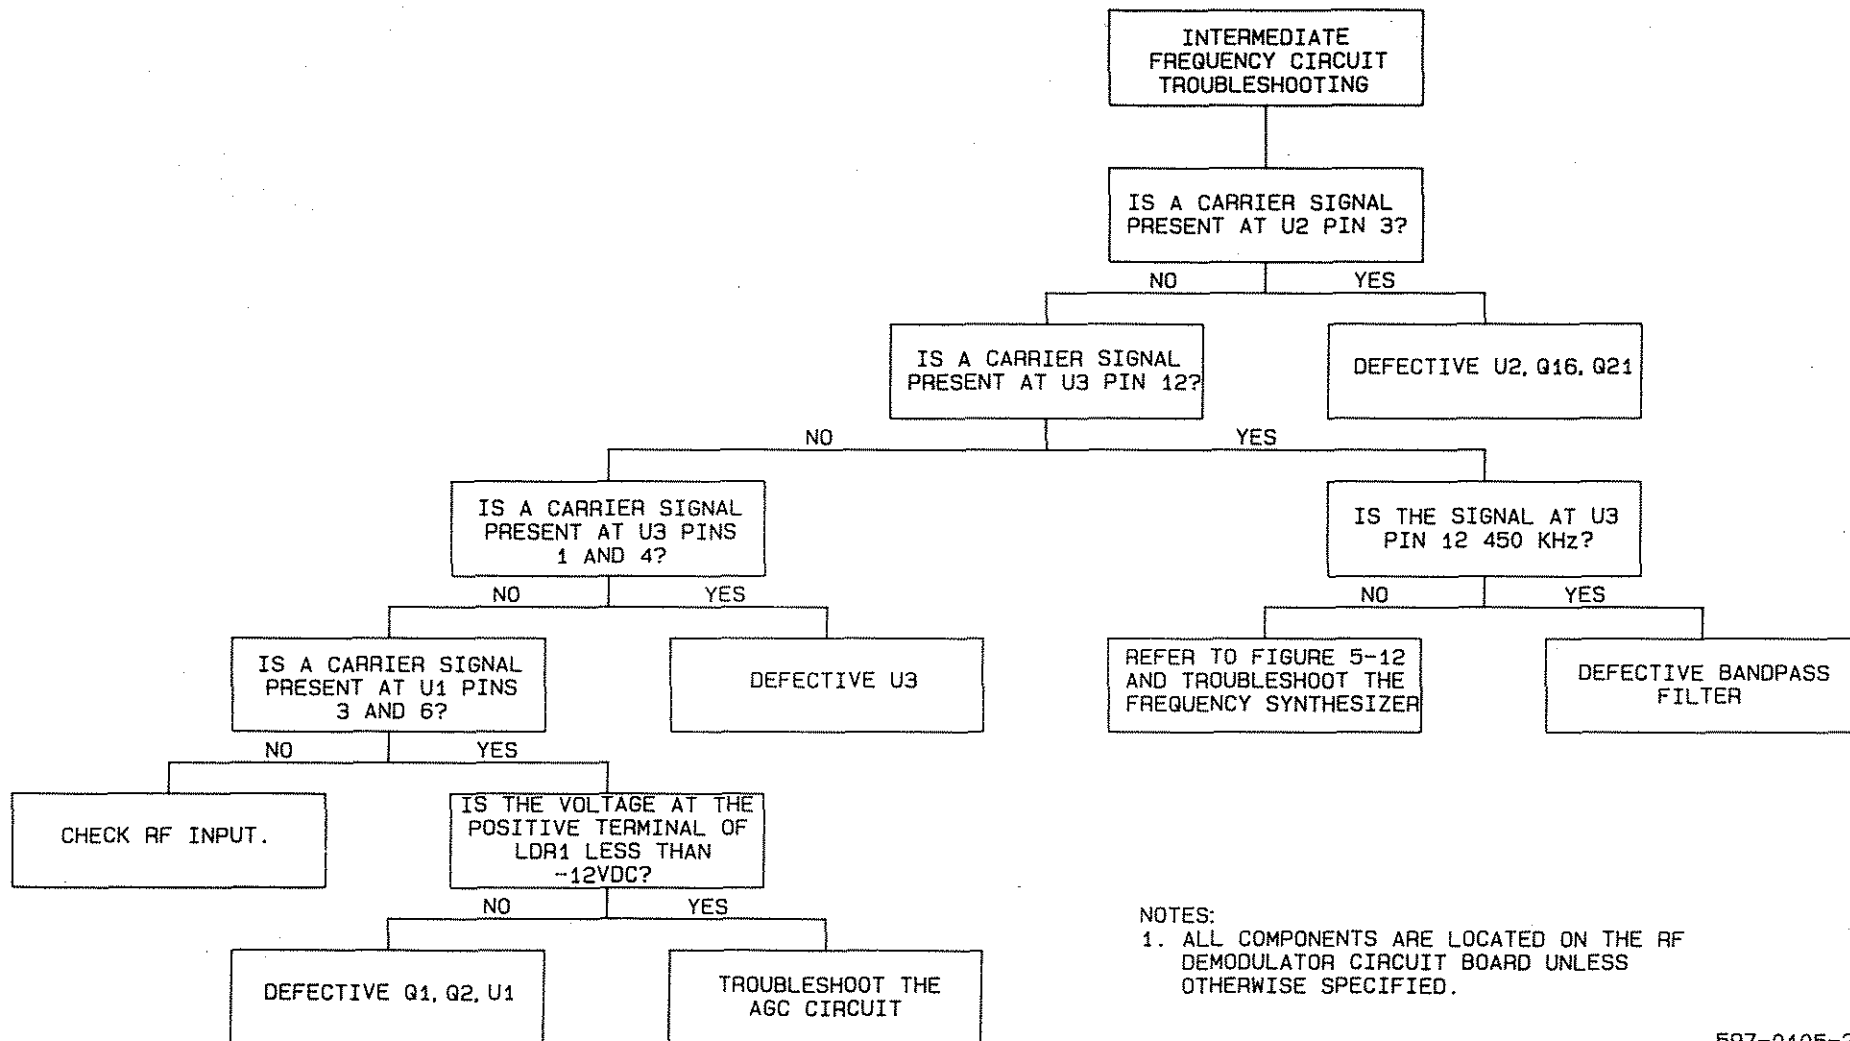 INTERMEDIATE
FREQUENCY CIRCUIT
TROUBLESHOOTING
IS A CARRIER SIGNAL
PRESENT AT U2 PIN 3?
NO
YES
IS A CARRIER SIGNAL
PRESENT AT U3 PIN 12?
DEFECTIVE U2, Q16, Q21
NO
YES
IS A CARRIER SIGNAL
PRESENT AT U3 PINS
1 AND 4?
IS THE SIGNAL AT U3
PIN 12 450 KHz?
NO
YES
NO
YES
IS A CARRIER SIGNAL
PRESENT AT U1 PINS
3 AND 6?
DEFECTIVE U3
REFER TO FIGURE 5-12
AND TROUBLESHOOT THE
FREQUENCY SYNTHESIZER
DEFECTIVE BANDPASS
FILTER
NO
YES
CHECK RF INPUT.
IS THE VOLTAGE AT THE
POSITIVE TERMINAL OF
LDR1 LESS THAN
-12VDC?
NO
YES
DEFECTIVE Q1, Q2, U1
TROUBLESHOOT THE
AGC CIRCUIT
NOTES:
1. ALL COMPONENTS ARE LOCATED ON THE RF
DEMODULATOR CIRCUIT BOARD UNLESS
OTHERWISE SPECIFIED.